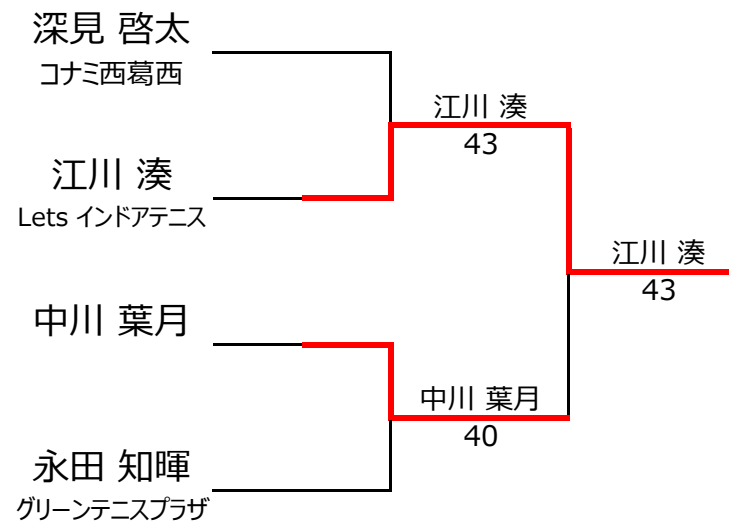 深見 啓太
コナミ西葛西
江川 湊
43
江川 湊
Lets インドアテニス
江川 湊
43
中川 葉月
中川 葉月
40
永田 知暉
グリーンテニスプラザ